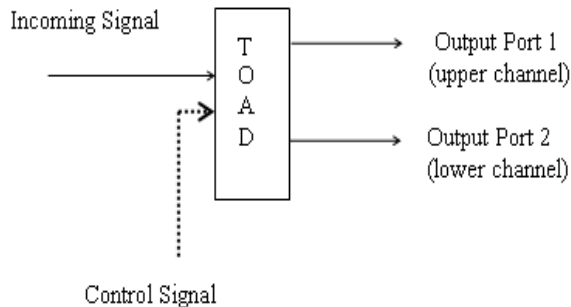 Incoming Signal
T
O
A
D
Output Port 1
(upper channel)
Output Port 2
(lower channel)
Control Signal